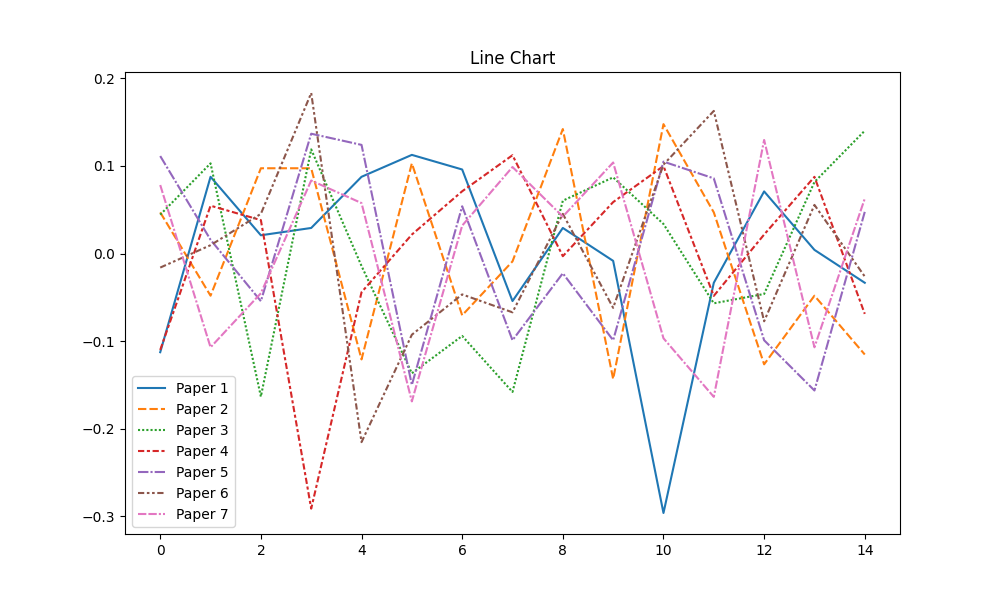 Line Chart
0.2
0.1
0.0
−0.1
−0.2
−0.3
Paper 1
Paper 2
Paper 3
Paper 4
Paper 5
Paper 6
Paper 7
0 2 4 6 8 10 12 14